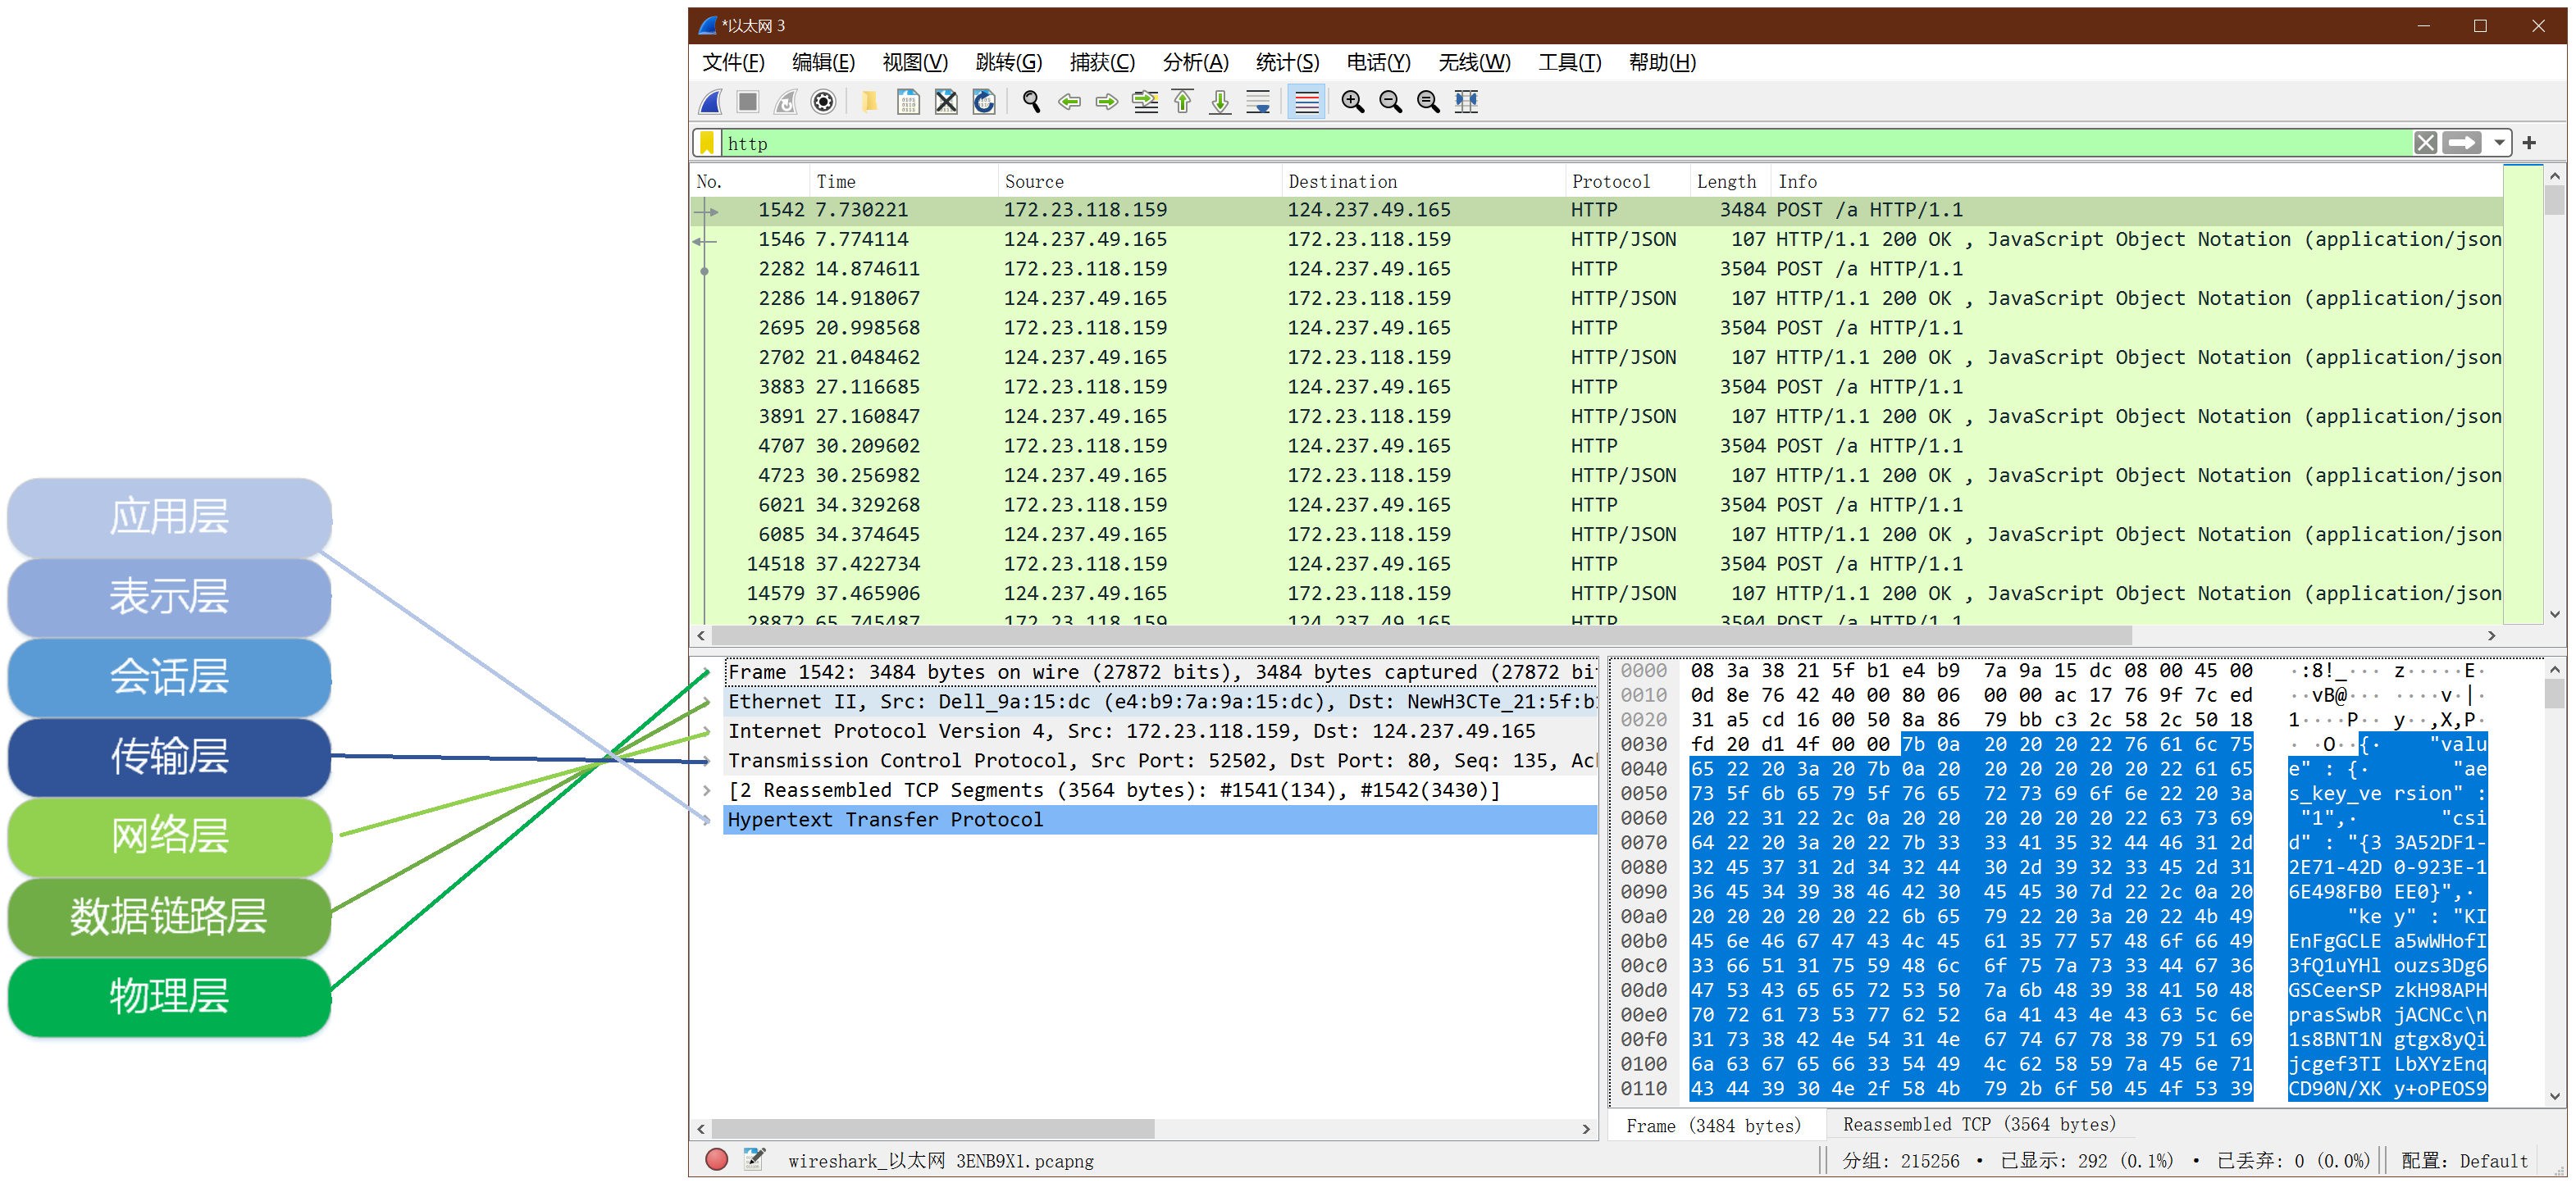 应用层
表示层
会话层
传输层
网络层
数据链路层
物理层
*以太网 3
文件(F) 编辑(E) 视图(V) 跳转(G) 捕获(C) 分析(A) 统计(S) 电话(Y) 无线(W) 工具(T) 帮助(H)
http
No. Time Source Destination Protocol Length Info
1542 7.730221 172.23.118.159 124.237.49.165 HTTP 3484 POST /a HTTP/1.1
1546 7.774114 124.237.49.165 172.23.118.159 HTTP/JSON 107 HTTP/1.1 200 OK , JavaScript Object Notation (application/json
2282 14.874611 172.23.118.159 124.237.49.165 HTTP 3504 POST /a HTTP/1.1
2286 14.918067 124.237.49.165 172.23.118.159 HTTP/JSON 107 HTTP/1.1 200 OK , JavaScript Object Notation (application/json
2695 20.998568 172.23.118.159 124.237.49.165 HTTP 3504 POST /a HTTP/1.1
2702 21.048462 124.237.49.165 172.23.118.159 HTTP/JSON 107 HTTP/1.1 200 OK , JavaScript Object Notation (application/json
3883 27.116685 172.23.118.159 124.237.49.165 HTTP 3504 POST /a HTTP/1.1
3891 27.160847 124.237.49.165 172.23.118.159 HTTP/JSON 107 HTTP/1.1 200 OK , JavaScript Object Notation (application/json
4707 30.209602 172.23.118.159 124.237.49.165 HTTP 3504 POST /a HTTP/1.1
4723 30.256982 124.237.49.165 172.23.118.159 HTTP/JSON 107 HTTP/1.1 200 OK , JavaScript Object Notation (application/json
6021 34.329268 172.23.118.159 124.237.49.165 HTTP 3504 POST /a HTTP/1.1
6085 34.374645 124.237.49.165 172.23.118.159 HTTP/JSON 107 HTTP/1.1 200 OK , JavaScript Object Notation (application/json
14518 37.422734 172.23.118.159 124.237.49.165 HTTP 3504 POST /a HTTP/1.1
14579 37.465906 124.237.49.165 172.23.118.159 HTTP/JSON 107 HTTP/1.1 200 OK , JavaScript Object Notation (application/json
28872 65.745487 172.23.118.159 124.237.49.165 HTTP 3504 POST /a HTTP/1.1
Frame 1542: 3484 bytes on wire (27872 bits), 3484 bytes captured (27872 bi
Ethernet II, Src: Dell_9a:15:dc (e4:b9:7a:9a:15:dc), Dst: NewH3CTe_21:5f:b
Internet Protocol Version 4, Src: 172.23.118.159, Dst: 124.237.49.165
Transmission Control Protocol, Src Port: 52502, Dst Port: 80, Seq: 135, Ac
[2 Reassembled TCP Segments (3564 bytes): #1541(134), #1542(3430)]
Hypertext Transfer Protocol
0000 08 3a 38 21 5f b1 e4 b9 7a 9a 15 dc 08 00 45 00 ·:8!_··· z·····E·
0010 0d 8e 76 42 40 00 80 06 00 00 ac 17 76 9f 7c ed ··vB@··· ····v·|·
0020 31 a5 cd 16 00 50 8a 86 79 bb c3 2c 58 2c 50 18 1····P·· y··,X,P·
0030 fd 20 d1 4f 00 00 7b 0a 20 20 20 22 76 61 6c 75 · ·O··{· "valu
0040 65 22 20 3a 20 7b 0a 20 20 20 20 20 20 22 61 65 e" : {· "ae
0050 73 5f 6b 65 79 5f 76 65 72 73 69 6f 6e 22 20 3a s_key_ve rsion" :
0060 20 22 31 22 2c 0a 20 20 20 20 20 20 22 63 73 69 "1",· "csi
0070 64 22 20 3a 20 22 7b 33 33 41 35 32 44 46 31 2d d" : "{3 3A52DF1-
0080 32 45 37 31 2d 34 32 44 30 2d 39 32 33 45 2d 31 2E71-42D 0-923E-1
0090 36 45 34 39 38 46 42 30 45 45 30 7d 22 2c 0a 20 6E498FB0 EE0}",·
00a0 20 20 20 20 20 22 6b 65 79 22 20 3a 20 22 4b 49 "ke y" : "KI
00b0 45 6e 46 67 47 43 4c 45 61 35 77 57 48 6f 66 49 EnFgGCLE a5wWHofI
00c0 33 66 51 31 75 59 48 6c 6f 75 7a 73 33 44 67 36 3fQ1uYHl ouzs3Dg6
00d0 47 53 43 65 65 72 53 50 7a 6b 48 39 38 41 50 48 GSCeerSP zkH98APH
00e0 70 72 61 73 53 77 62 52 6a 41 43 4e 43 63 5c 6e prasSwbR jACNCc\n
00f0 31 73 38 42 4e 54 31 4e 67 74 67 78 38 79 51 69 1s8BNT1N gtgx8yQi
0100 6a 63 67 65 66 33 54 49 4c 62 58 59 7a 45 6e 71 jcgef3TI LbXYzEnq
0110 43 44 39 30 4e 2f 58 4b 79 2b 6f 50 45 4f 53 39 CD90N/XK y+oPEOS9
Frame (3484 bytes) Reassembled TCP (3564 bytes)
wireshark_以太网 3ENB9X1.pcapng 分组: 215256 · 已显示: 292 (0.1%) · 已丢弃: 0 (0.0%) 配置: Default